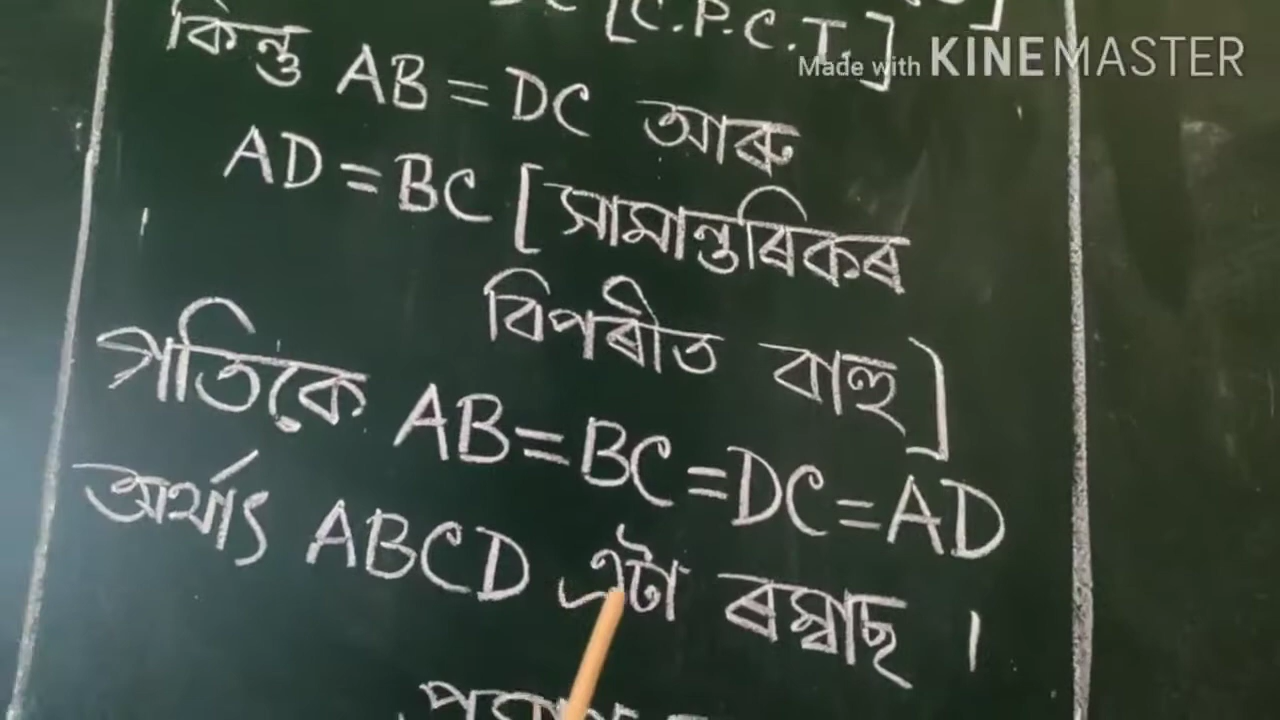 [C.P.C.T.]
Made with KINEMASTER
কিন্তু AB = DC আৰু
AD = BC [সামান্তৰিকৰ
বিপৰীত বাহু]
গতিকে AB = BC = DC = AD
অৰ্থাৎ ABCD এটা ৰম্বাছ ।